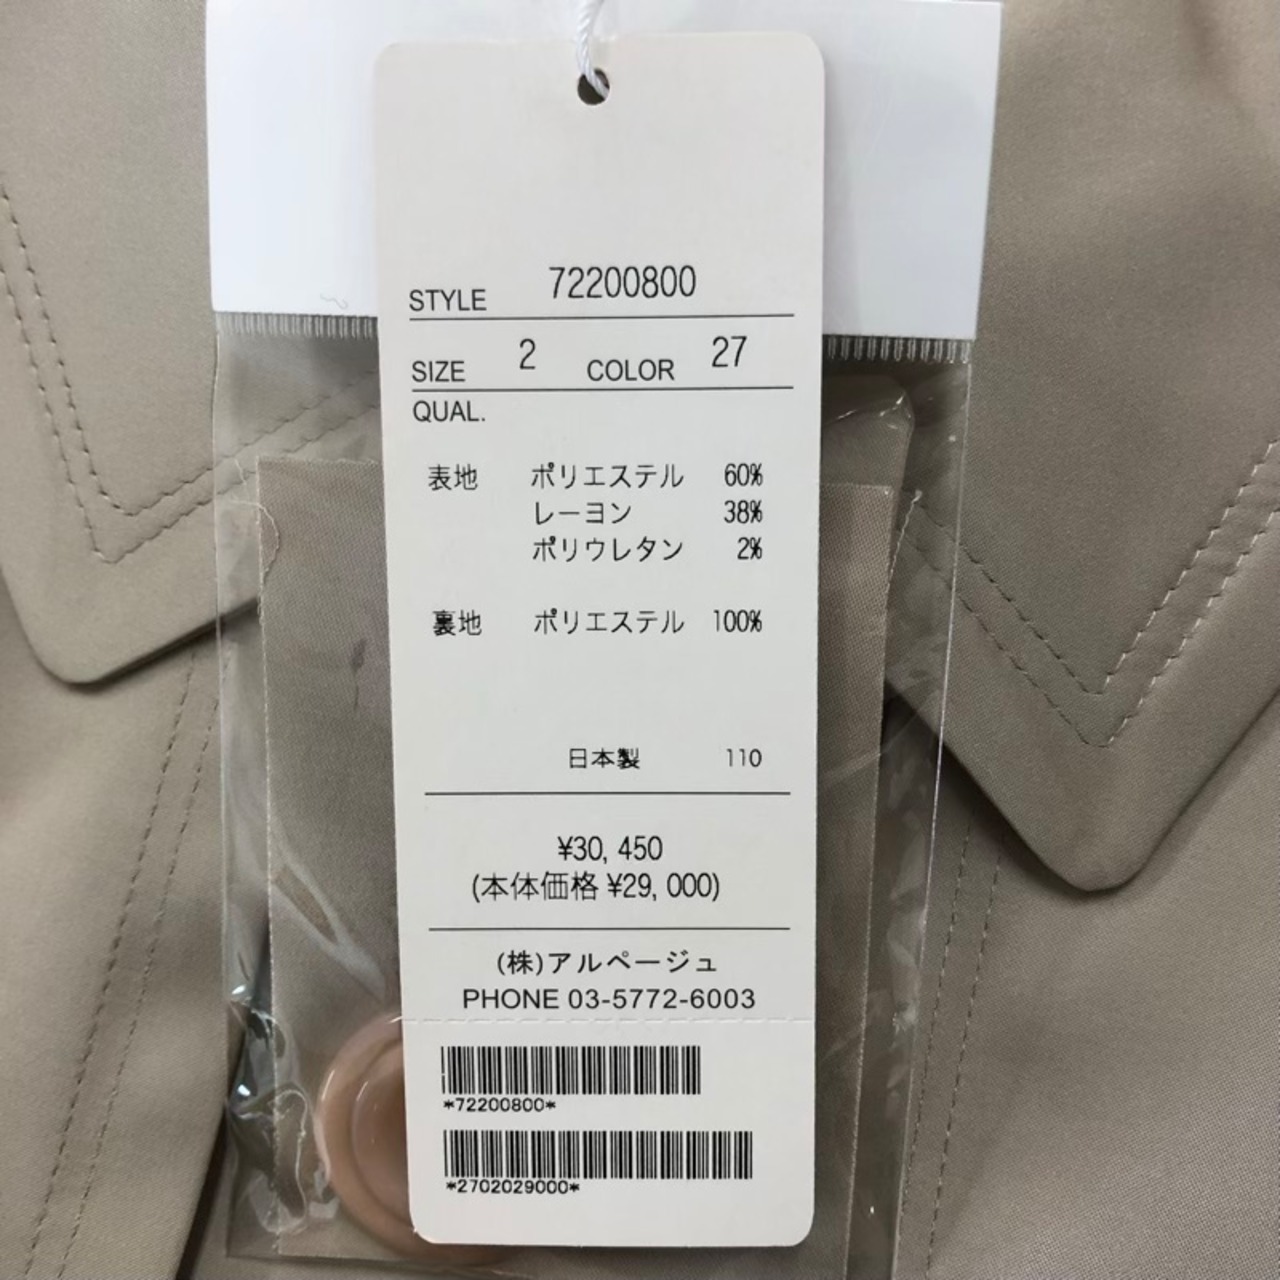 STYLE 72200800
SIZE 2 COLOR 27
QUAL.
表地 ポリエステル 60%
レーヨン 38%
ポリウレタン 2%
裏地 ポリエステル 100%
日本製 110
¥30,450
(本体価格 ¥29,000)
(株)アルページュ
PHONE 03-5772-6003
*72200800*
*2702029000*